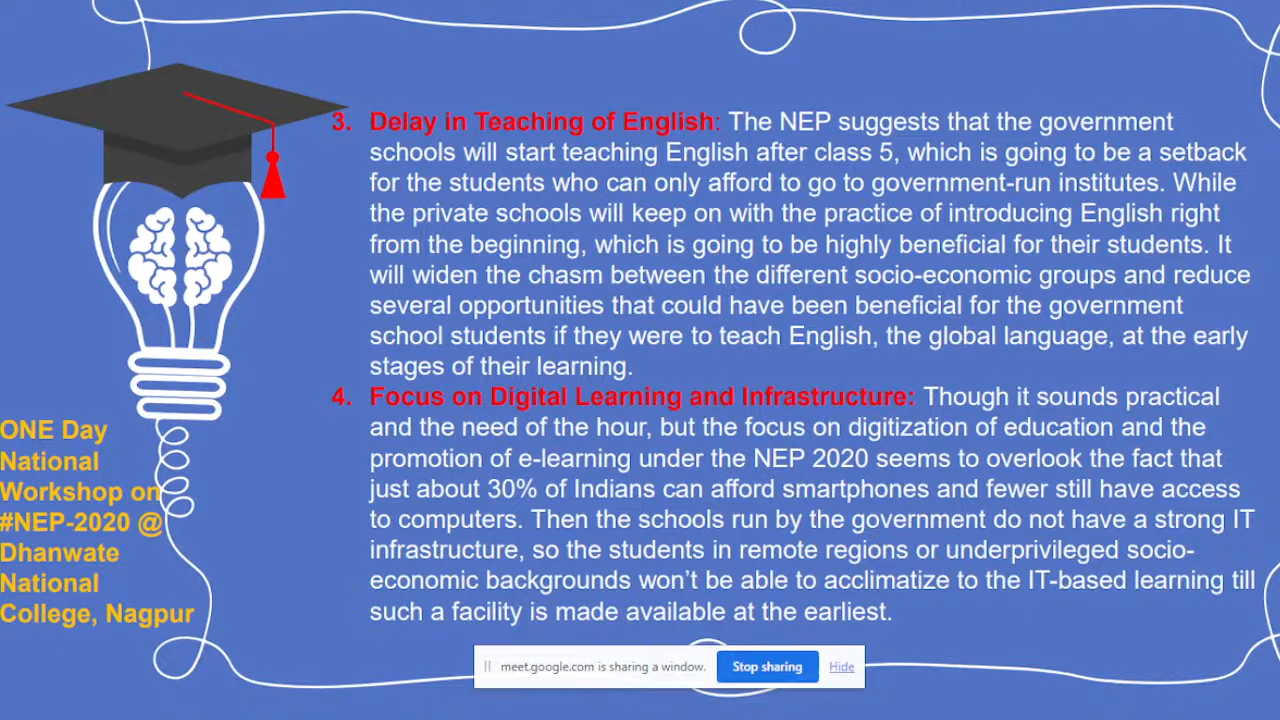 3. Delay in Teaching of English: The NEP suggests that the government
schools will start teaching English after class 5, which is going to be a setback
for the students who can only afford to go to government-run institutes. While
the private schools will keep on with the practice of introducing English right
from the beginning, which is going to be highly beneficial for their students. It
will widen the chasm between the different socio-economic groups and reduce
several opportunities that could have been beneficial for the government
school students if they were to teach English, the global language, at the early
stages of their learning.
4. Focus on Digital Learning and Infrastructure: Though it sounds practical
and the need of the hour, but the focus on digitization of education and the
promotion of e-learning under the NEP 2020 seems to overlook the fact that
just about 30% of Indians can afford smartphones and fewer still have access
to computers. Then the schools run by the government do not have a strong IT
infrastructure, so the students in remote regions or underprivileged socio-
economic backgrounds won't be able to acclimatize to the IT-based learning till
such a facility is made available at the earliest.
ONE Day
National
Workshop on
#NEP-2020 @
Dhanwate
National
College, Nagpur
meet.google.com is sharing a window. Stop sharing Hide